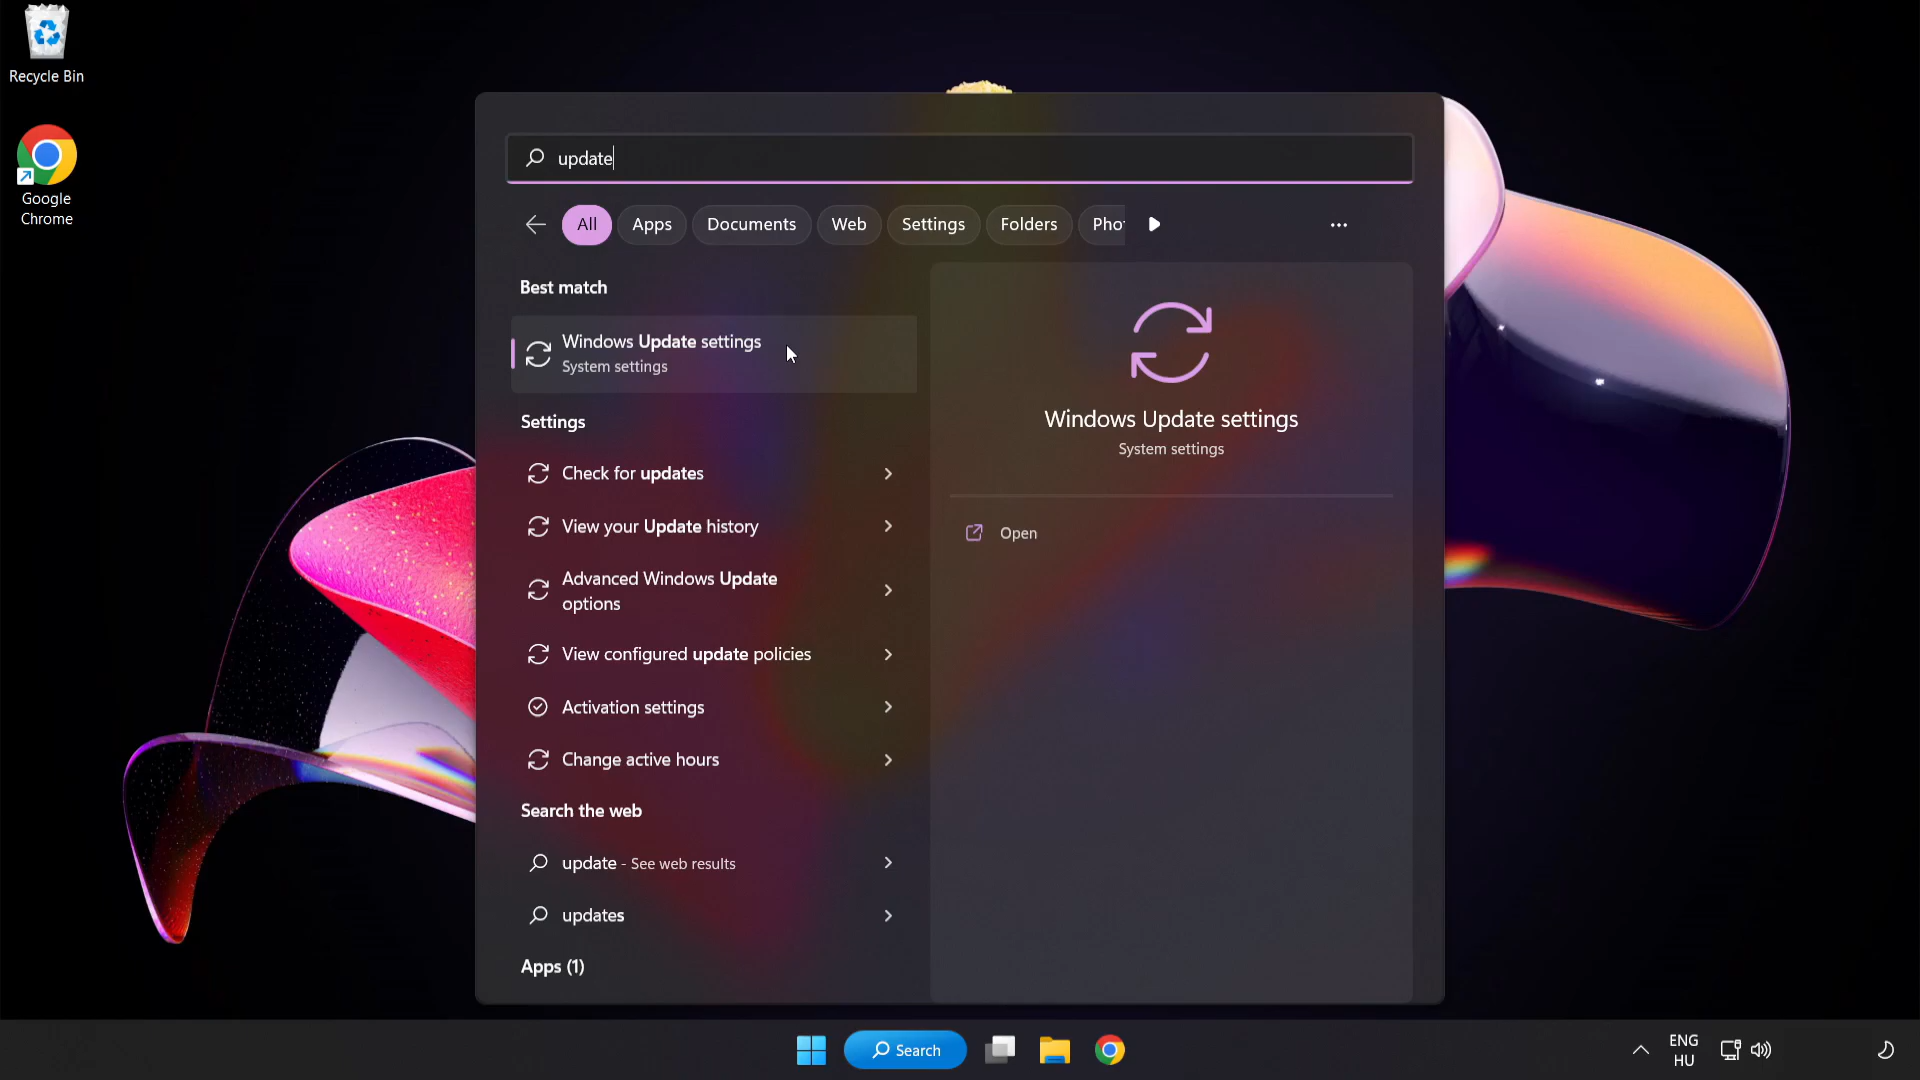 Recycle Bin
Google
Chrome
update
All
Apps
Documents
Web
Settings
Folders
Best match
Windows Update settings
System settings
Settings
Check for updates
View your Update history
Advanced Windows Update
options
View configured update policies
Activation settings
Change active hours
Search the web
update - See web results
updates
Apps (1)
Windows Update settings
System settings
Open
Search
ENG
HU